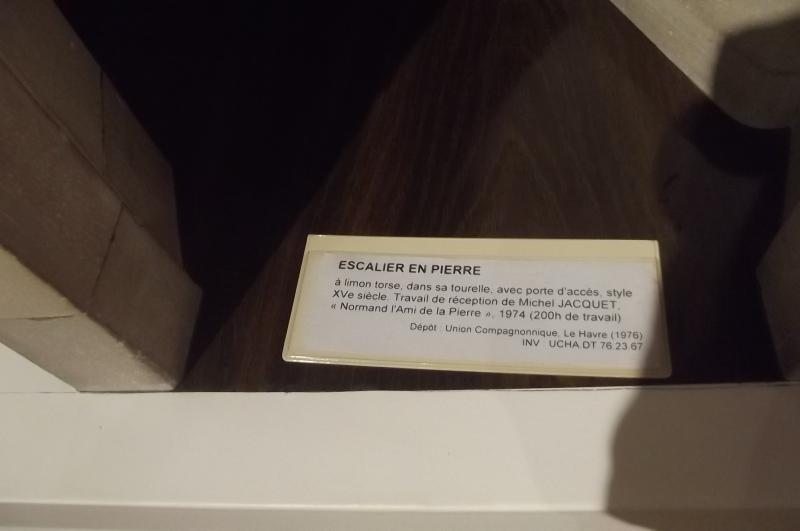 ESCALIER EN PIERRE
à limon torse, dans sa tourelle, avec porte d'accès, style
XVe siècle. Travail de réception de Michel JACQUET,
« Normand l'Ami de la Pierre », 1974 (200h de travail)
Dépôt : Union Compagnonnique, Le Havre (1976)
INV : UCHA.DT 76.23.67